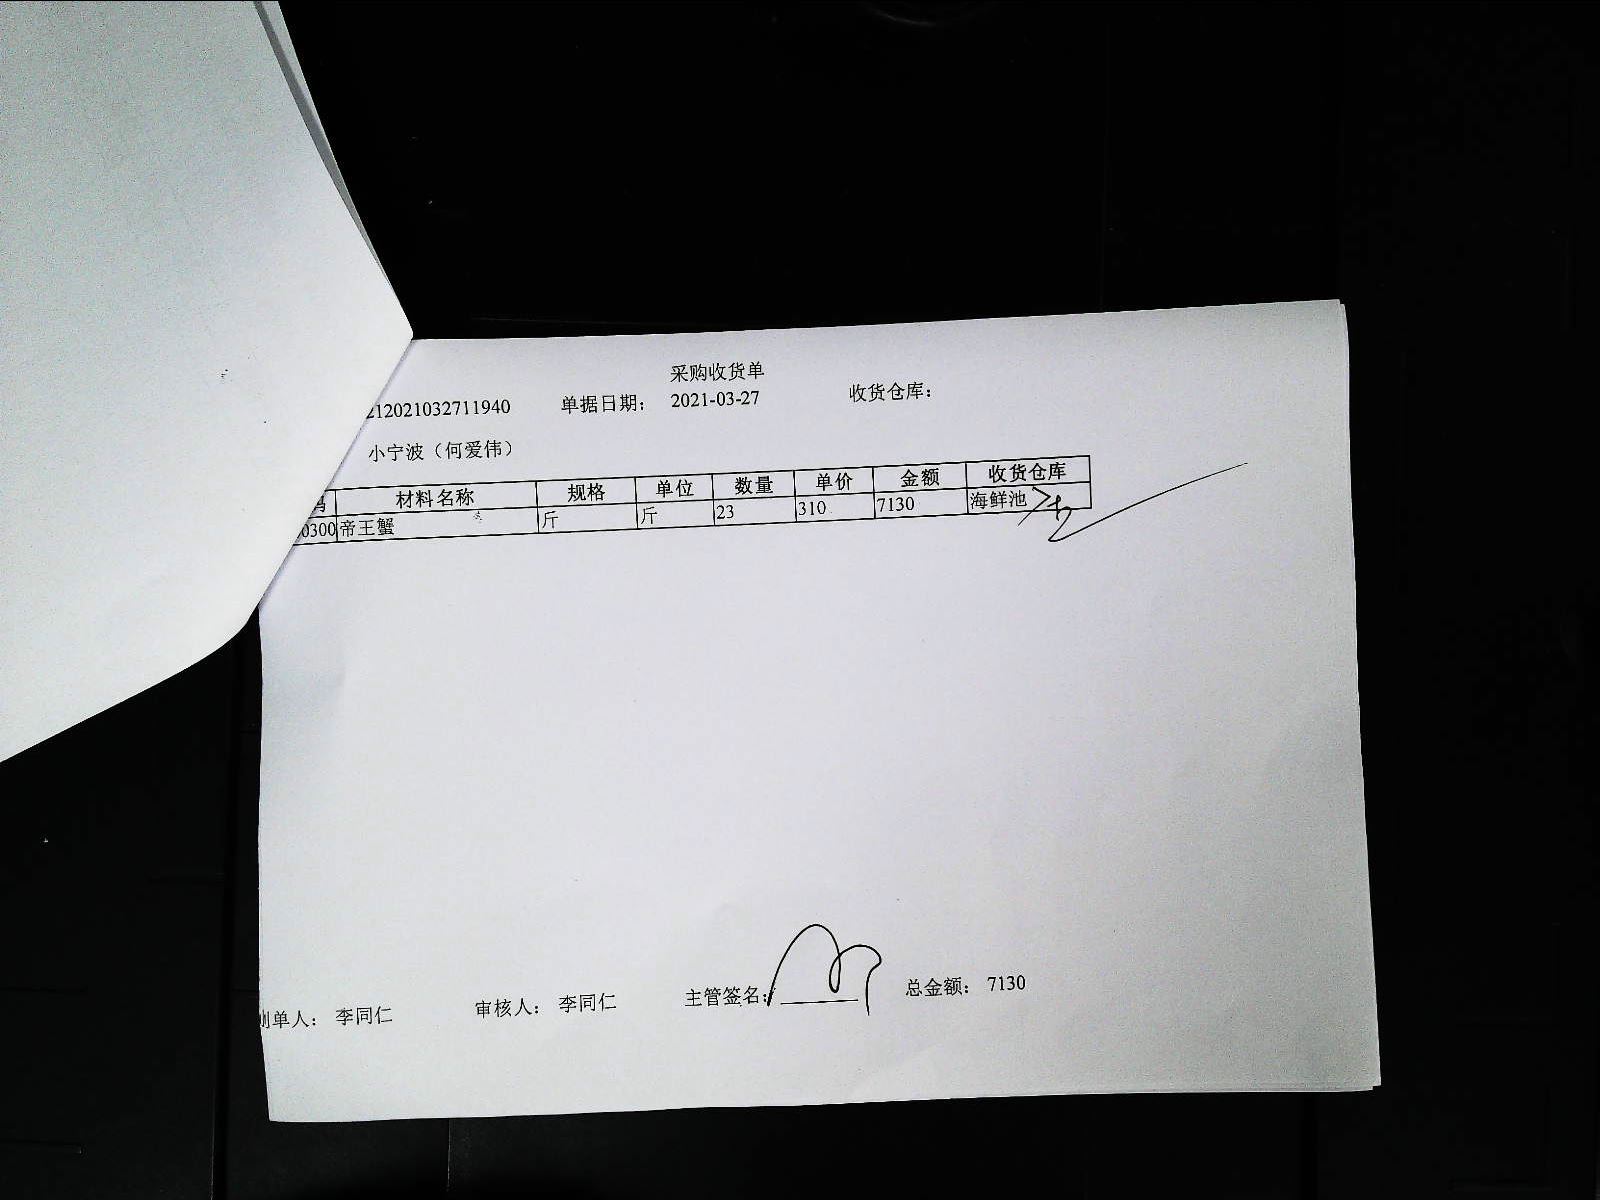 采购收货单
212021032711940 单据日期： 2021-03-27 收货仓库：
小宁波（何爱伟）
码 材料名称 规格 单位 数量 单价 金额 收货仓库
0300 帝王蟹 斤 斤 23 310 7130 海鲜池
制单人： 李同仁 审核人： 李同仁 主管签名： 总金额： 7130